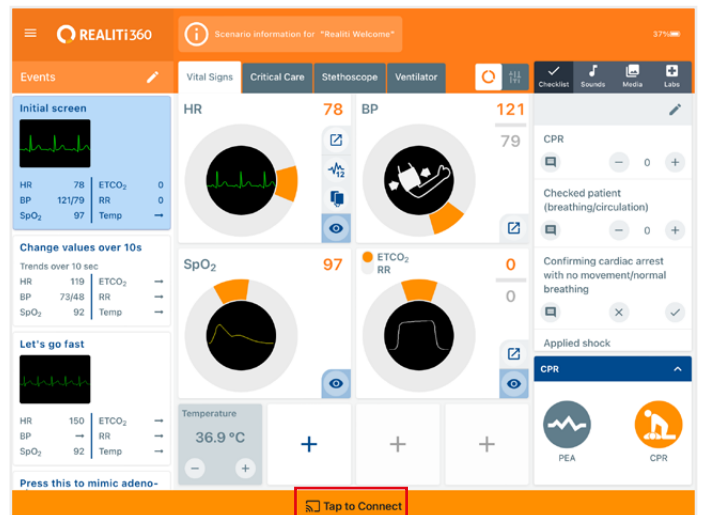 REALITi360
Scenario information for "Realiti Welcome"
37%
Events
Initial screen
HR 78 ETCO₂ 0
BP 121/79 RR 0
SpO₂ 97 Temp →
Change values over 10s
Trends over 10 sec
HR 119 ETCO₂ →
BP 73/48 RR →
SpO₂ 92 Temp →
Let's go fast
HR 150 ETCO₂ →
BP → RR →
SpO₂ 92 Temp →
Press this to mimic adeno-
Vital Signs Critical Care Stethoscope Ventilator
HR 78
12
BP 121
79
SpO₂ 97
ETCO₂ 0
RR 0
Temperature
36.9 °C
− +
+ + +
Checklist Sounds Media Labs
CPR
− 0 +
Checked patient
(breathing/circulation)
− 0 +
Confirming cardiac arrest
with no movement/normal
breathing
Applied shock
CPR
PEA CPR
Tap to Connect